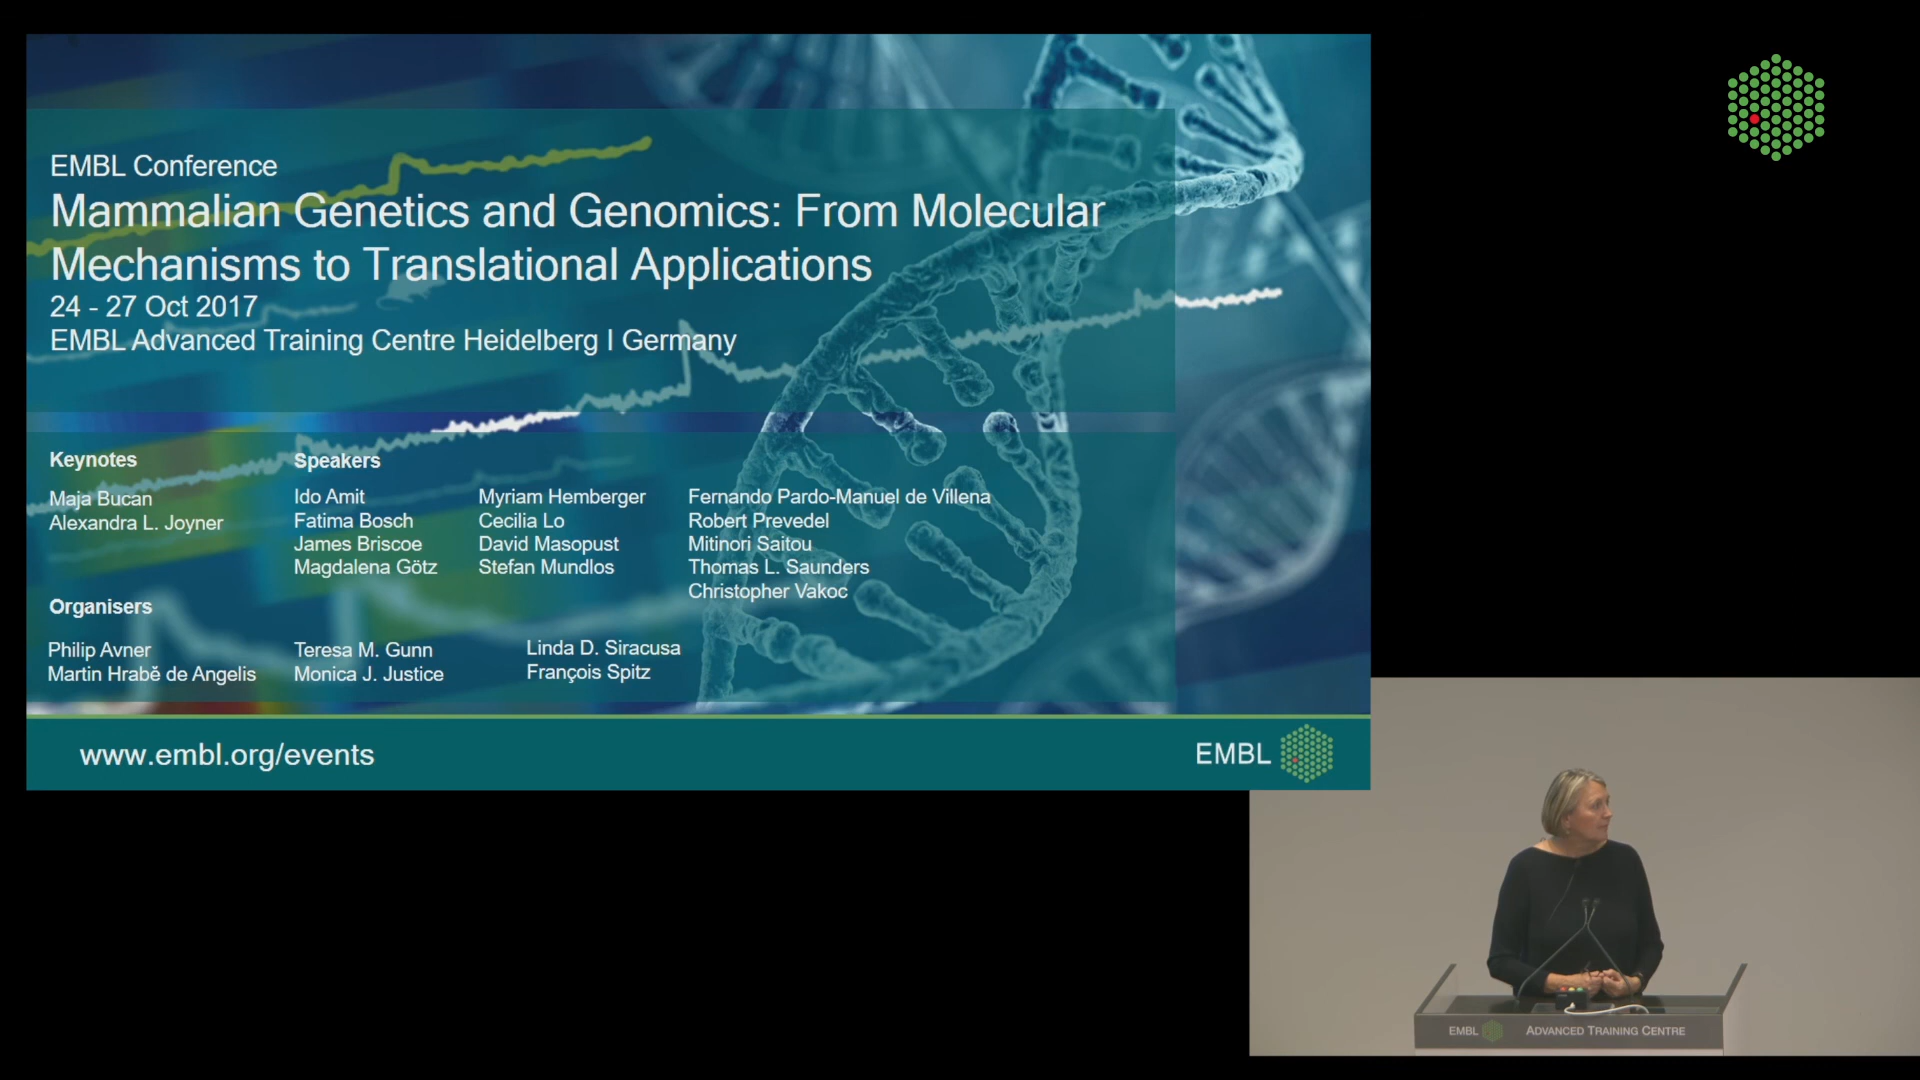 EMBL Conference
Mammalian Genetics and Genomics: From Molecular
Mechanisms to Translational Applications
24 - 27 Oct 2017
EMBL Advanced Training Centre Heidelberg I Germany
Keynotes
Maja Bucan
Alexandra L. Joyner
Speakers
Ido Amit
Fatima Bosch
James Briscoe
Magdalena Götz
Myriam Hemberger
Cecilia Lo
David Masopust
Stefan Mundlos
Fernando Pardo-Manuel de Villena
Robert Prevedel
Mitinori Saitou
Thomas L. Saunders
Christopher Vakoc
Organisers
Philip Avner
Martin Hrabě de Angelis
Teresa M. Gunn
Monica J. Justice
Linda D. Siracusa
François Spitz
www.embl.org/events
EMBL
EMBL ADVANCED TRAINING CENTRE